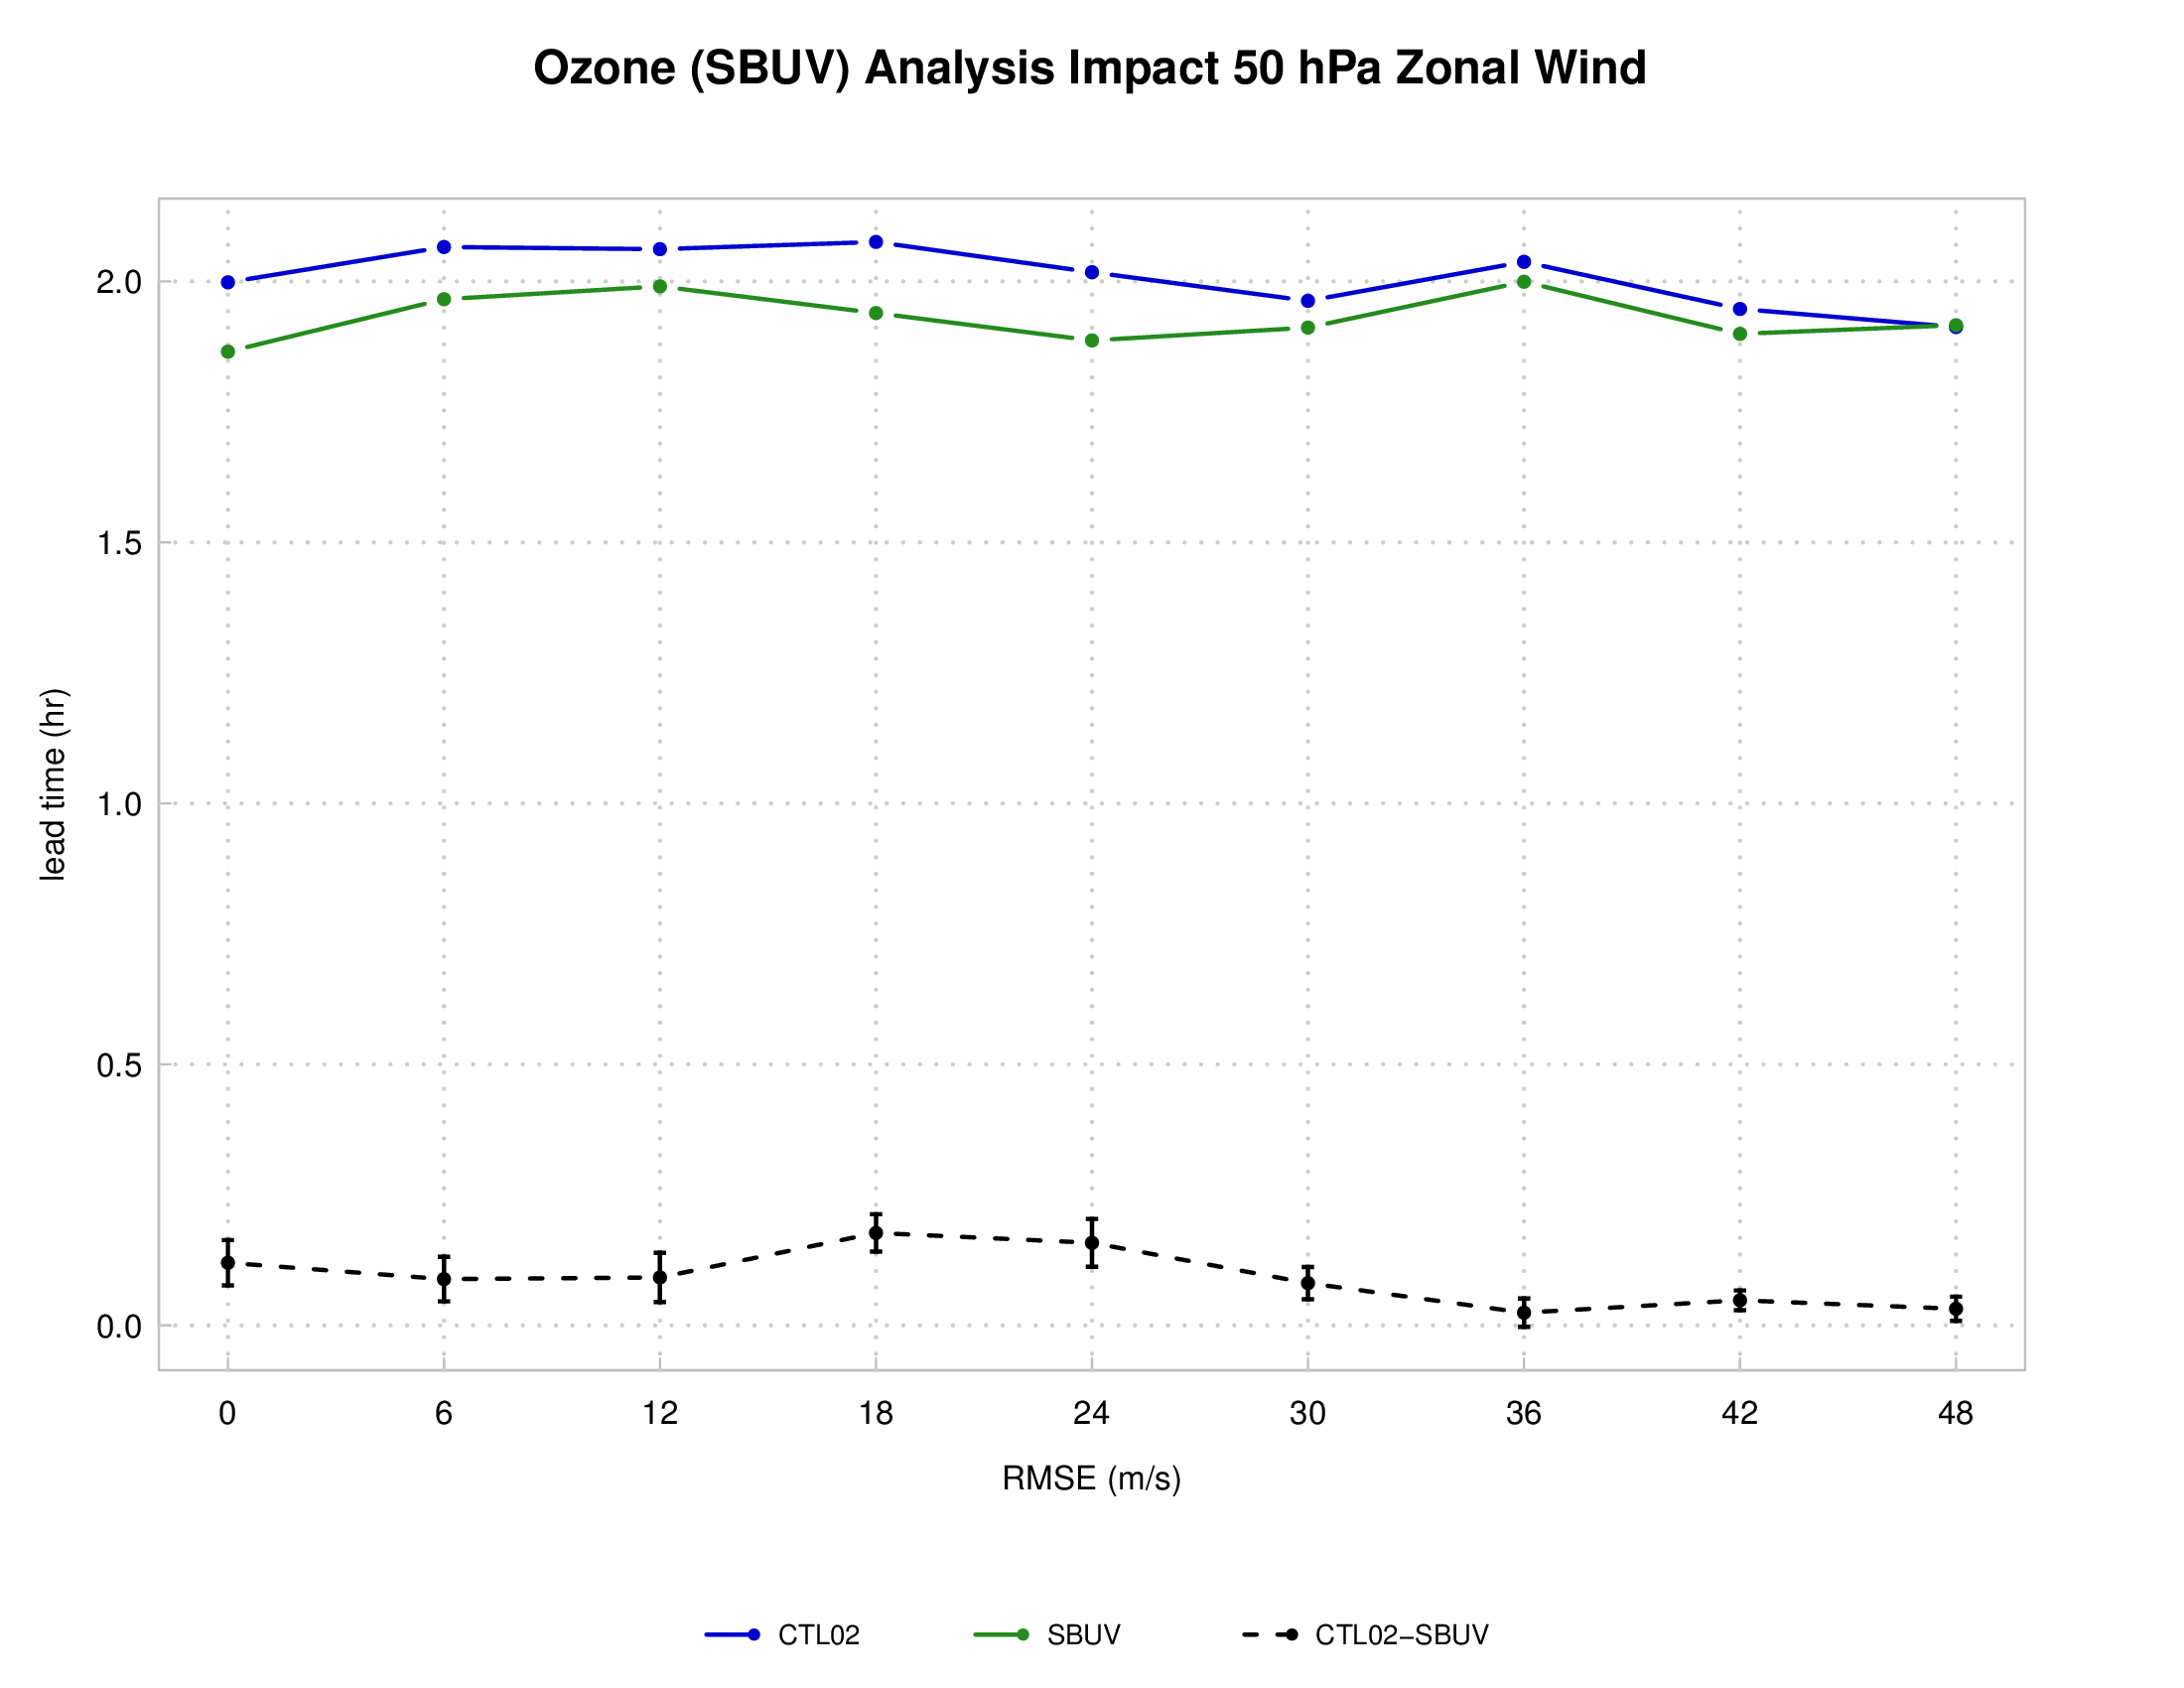 Ozone (SBUV) Analysis Impact 50 hPa Zonal Wind
2.0
1.5
1.0
0.5
0.0
lead time (hr)
0 6 12 18 24 30 36 42 48
RMSE (m/s)
CTL02 SBUV CTL02−SBUV